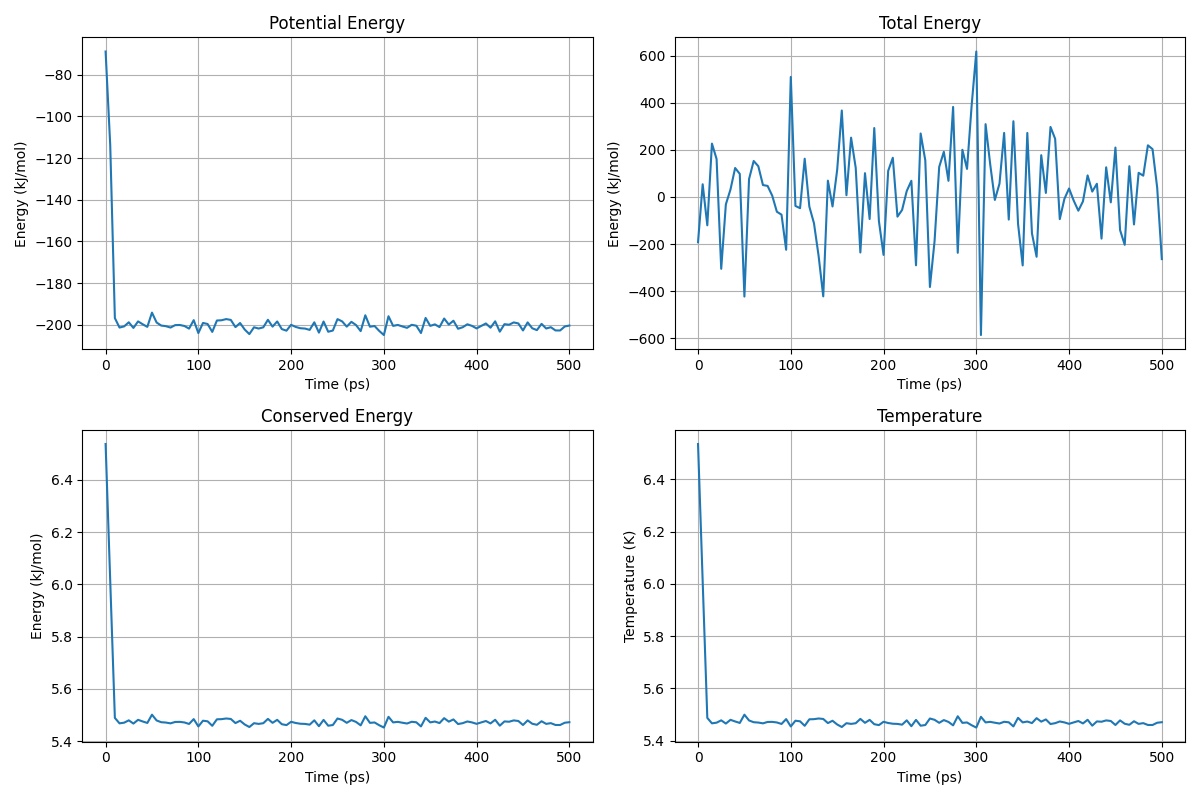 Potential Energy
Energy (kJ/mol)
−80
−100
−120
−140
−160
−180
−200
0 100 200 300 400 500
Time (ps)
Total Energy
Energy (kJ/mol)
600
400
200
0
−200
−400
−600
0 100 200 300 400 500
Time (ps)
Conserved Energy
Energy (kJ/mol)
6.4
6.2
6.0
5.8
5.6
5.4
0 100 200 300 400 500
Time (ps)
Temperature
Temperature (K)
6.4
6.2
6.0
5.8
5.6
5.4
0 100 200 300 400 500
Time (ps)